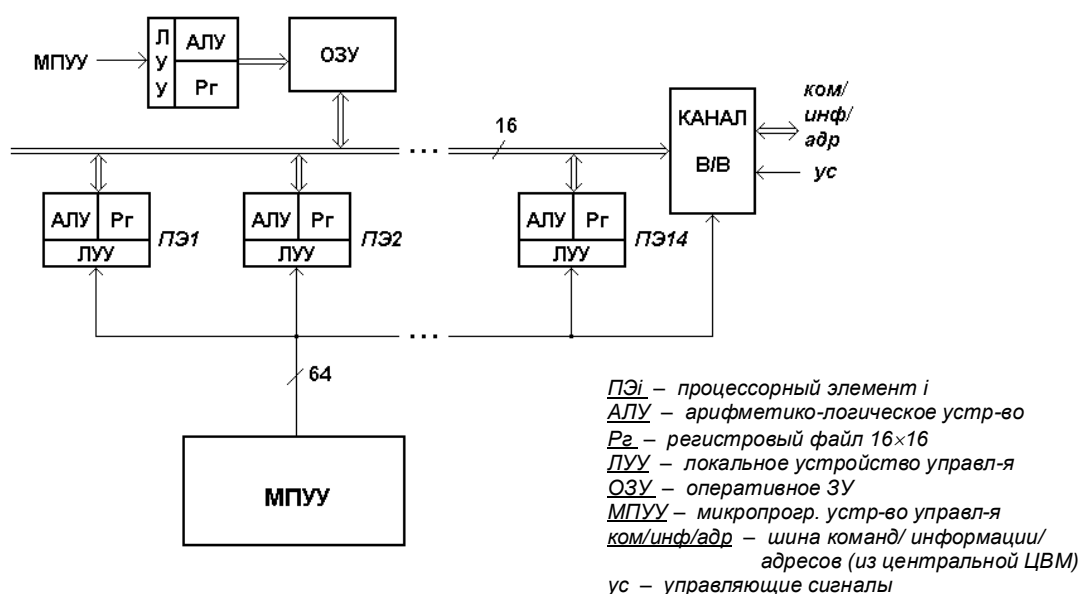 МПУУ
ЛУУ
АЛУ
Рг
ОЗУ
16
КАНАЛ
В/В
ком/
инф/
адр
ус
АЛУ Рг
ЛУУ
ПЭ1
АЛУ Рг
ЛУУ
ПЭ2
...
АЛУ Рг
ЛУУ
ПЭ14
...
64
МПУУ
ПЭi – процессорный элемент i
АЛУ – арифметико-логическое устр-во
Рг – регистровый файл 16×16
ЛУУ – локальное устройство управл-я
ОЗУ – оперативное ЗУ
МПУУ – микропрогр. устр-во управл-я
ком/инф/адр – шина команд/ информации/
адресов (из центральной ЦВМ)
ус – управляющие сигналы